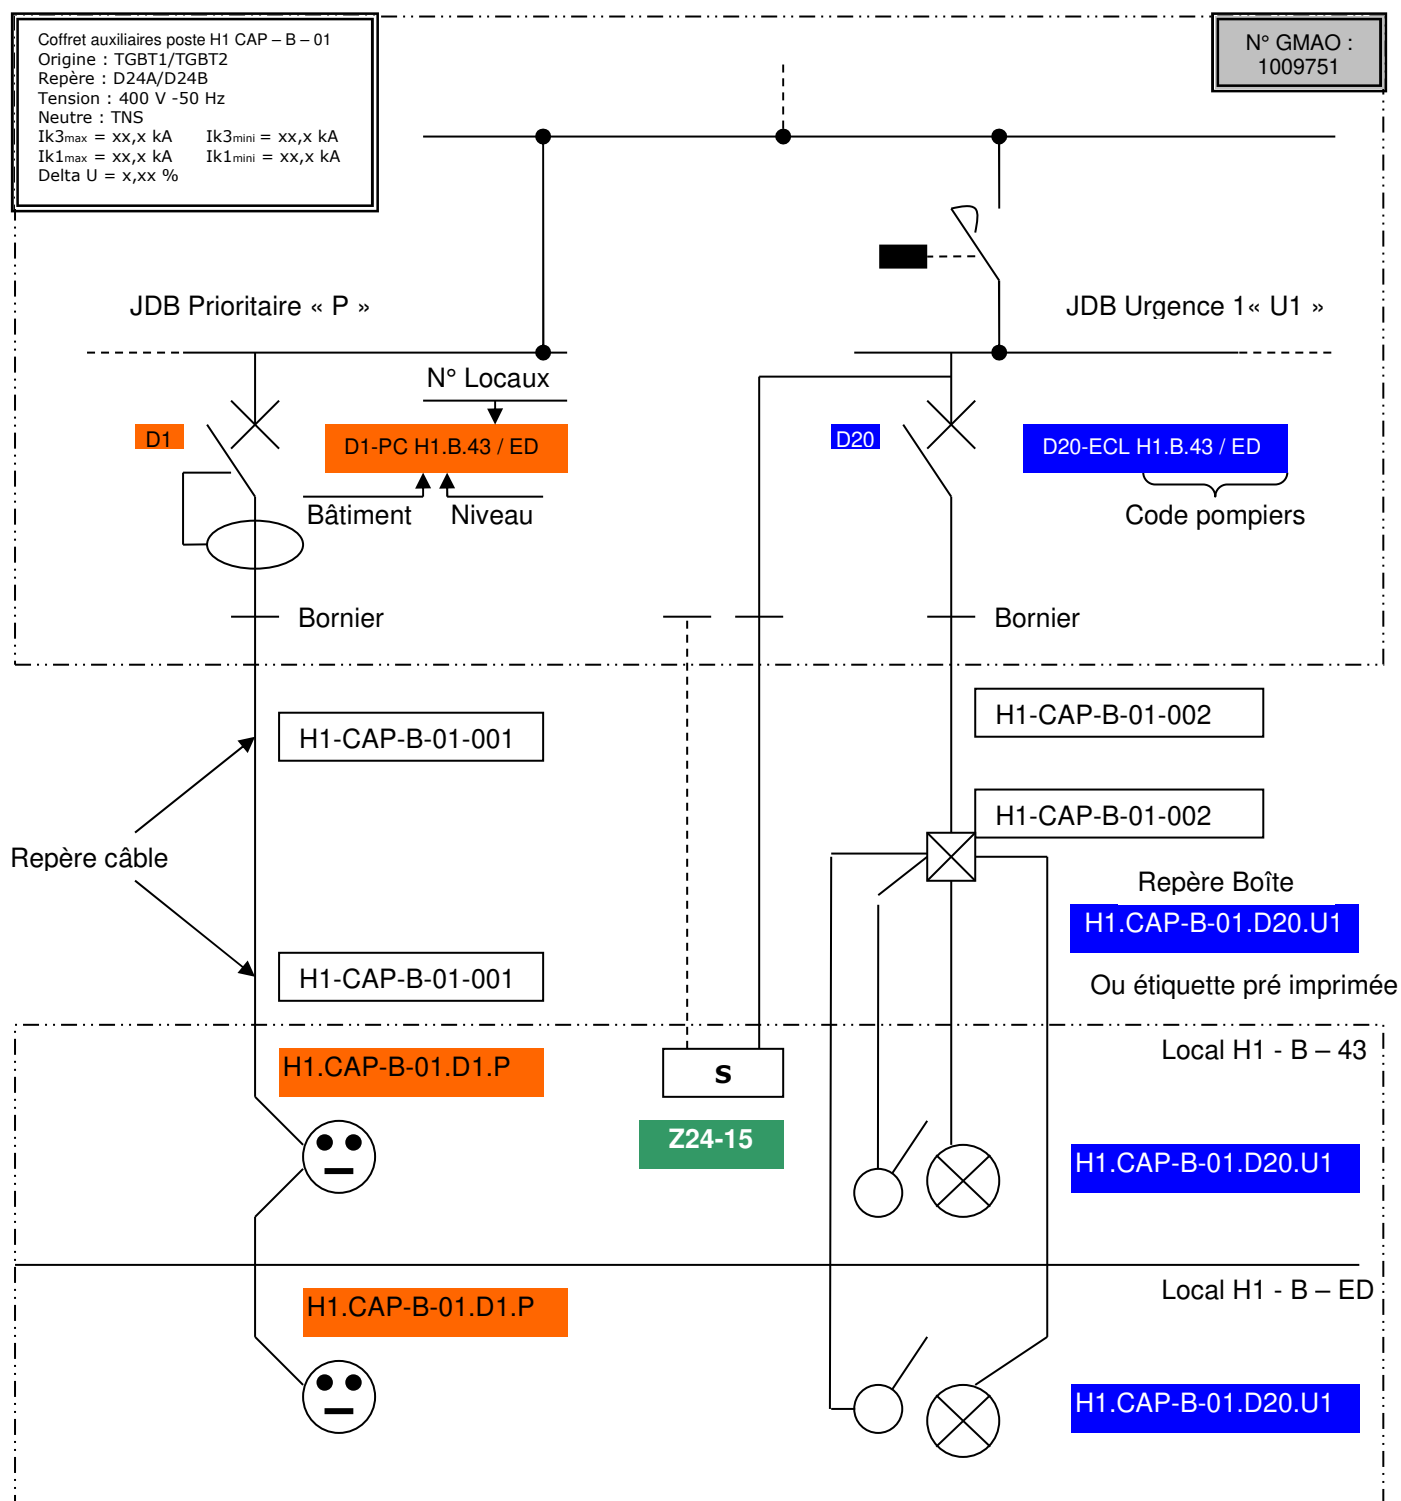 Coffret auxiliaires poste H1 CAP – B – 01
Origine : TGBT1/TGBT2
Repère : D24A/D24B
Tension : 400 V -50 Hz
Neutre : TNS
Ik3max = xx,x kA Ik3mini = xx,x kA
Ik1max = xx,x kA Ik1mini = xx,x kA
Delta U = x,xx %
N° GMAO :
1009751
JDB Prioritaire « P »
JDB Urgence 1« U1 »
N° Locaux
D1
D1-PC H1.B.43 / ED
D20
D20-ECL H1.B.43 / ED
Bâtiment
Niveau
Code pompiers
Bornier
Bornier
H1-CAP-B-01-002
H1-CAP-B-01-001
H1-CAP-B-01-002
Repère câble
Repère Boîte
H1.CAP-B-01.D20.U1
H1-CAP-B-01-001
Ou étiquette pré imprimée
Local H1 - B – 43
H1.CAP-B-01.D1.P
S
Z24-15
H1.CAP-B-01.D20.U1
Local H1 - B – ED
H1.CAP-B-01.D1.P
H1.CAP-B-01.D20.U1